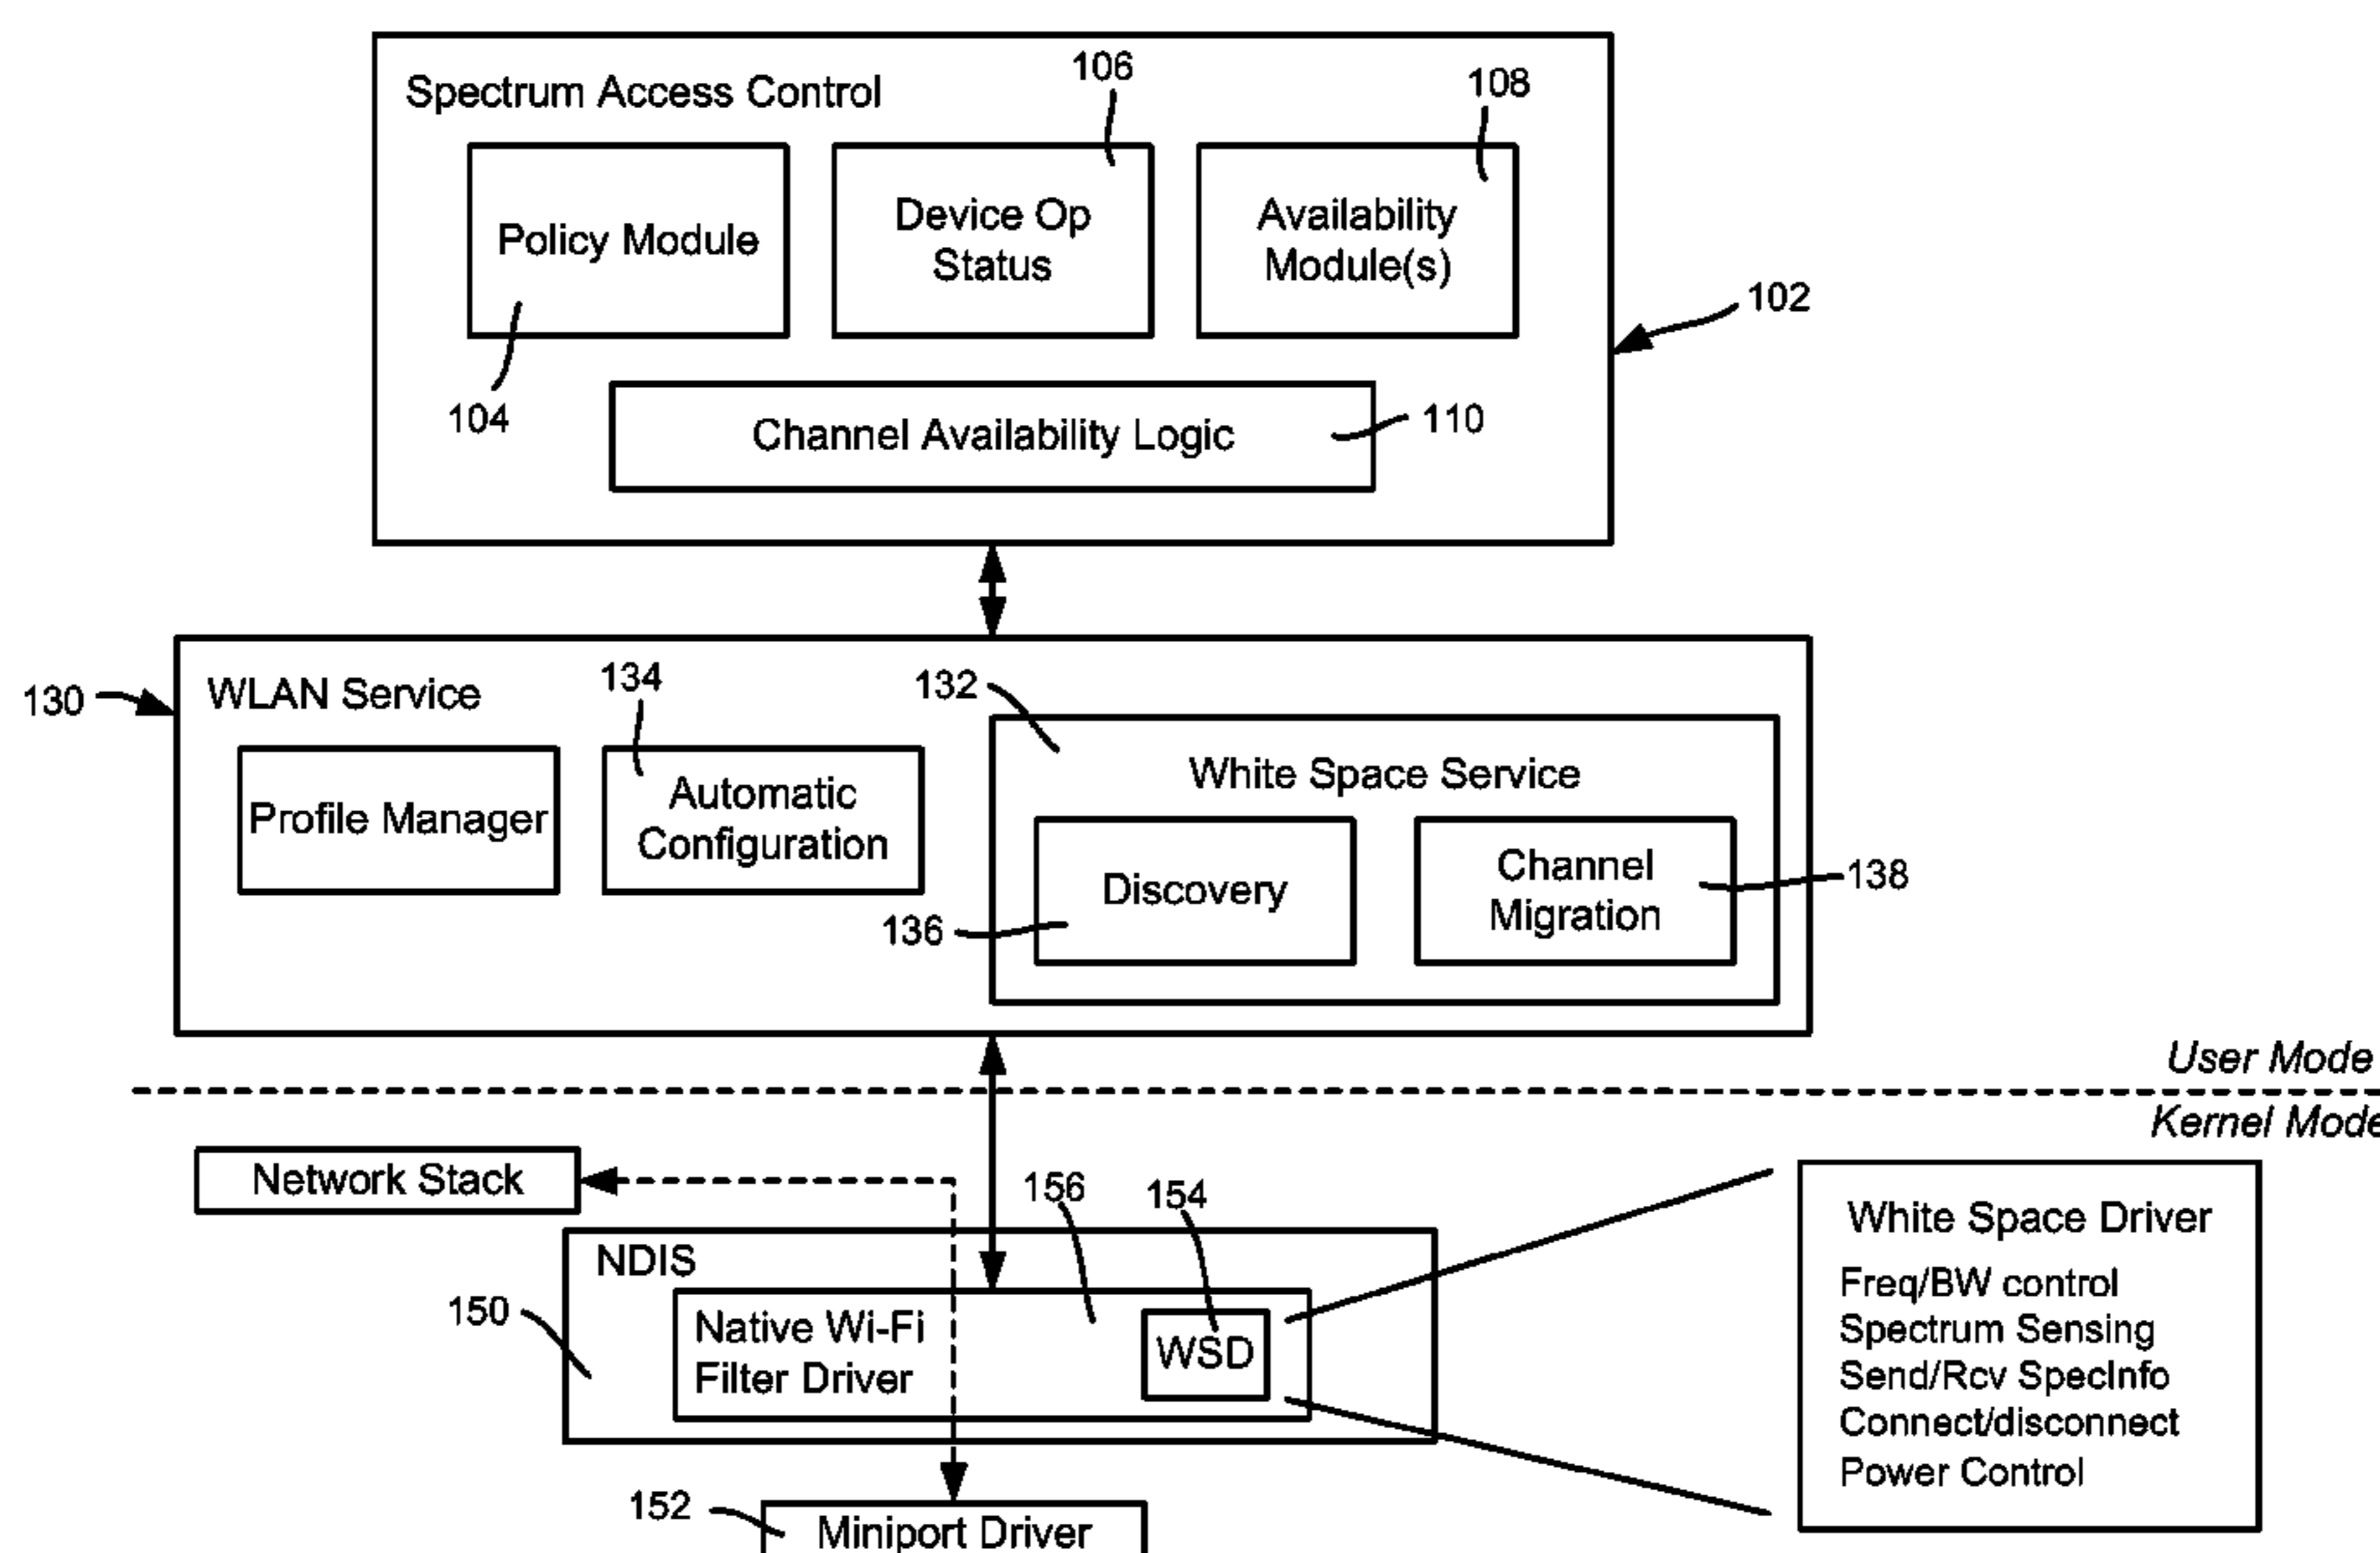 Spectrum Access Control
106
108
Policy Module
Device Op
Status
Availability
Module(s)
102
104
Channel Availability Logic
110
130
WLAN Service
134
132
White Space Service
Profile Manager
Automatic
Configuration
Discovery
Channel
Migration
136
138
User Mode
Kernel Mode
Network Stack
156
154
NDIS
150
Native Wi-Fi
Filter Driver
WSD
White Space Driver
Freq/BW control
Spectrum Sensing
Send/Rcv SpecInfo
Connect/disconnect
Power Control
152
Miniport Driver